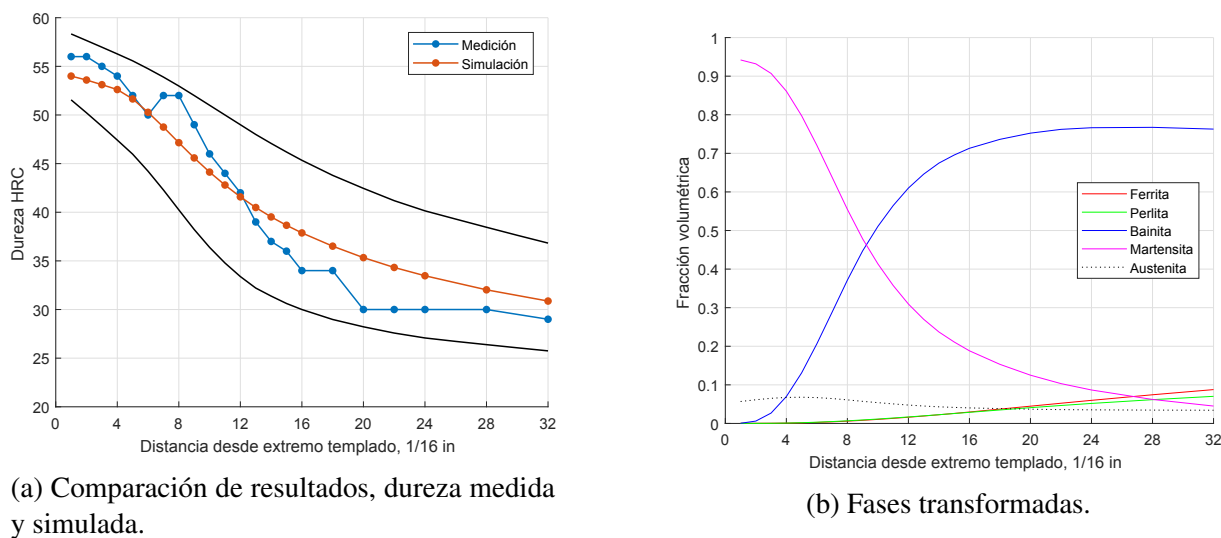 60
55
50
45
40
35
30
25
20
Dureza HRC
Medición
Simulación
0 4 8 12 16 20 24 28 32
Distancia desde extremo templado, 1/16 in
(a) Comparación de resultados, dureza medida
y simulada.
1
0.9
0.8
0.7
0.6
0.5
0.4
0.3
0.2
0.1
0
Fracción volumétrica
Ferrita
Perlita
Bainita
Martensita
Austenita
0 4 8 12 16 20 24 28 32
Distancia desde extremo templado, 1/16 in
(b) Fases transformadas.